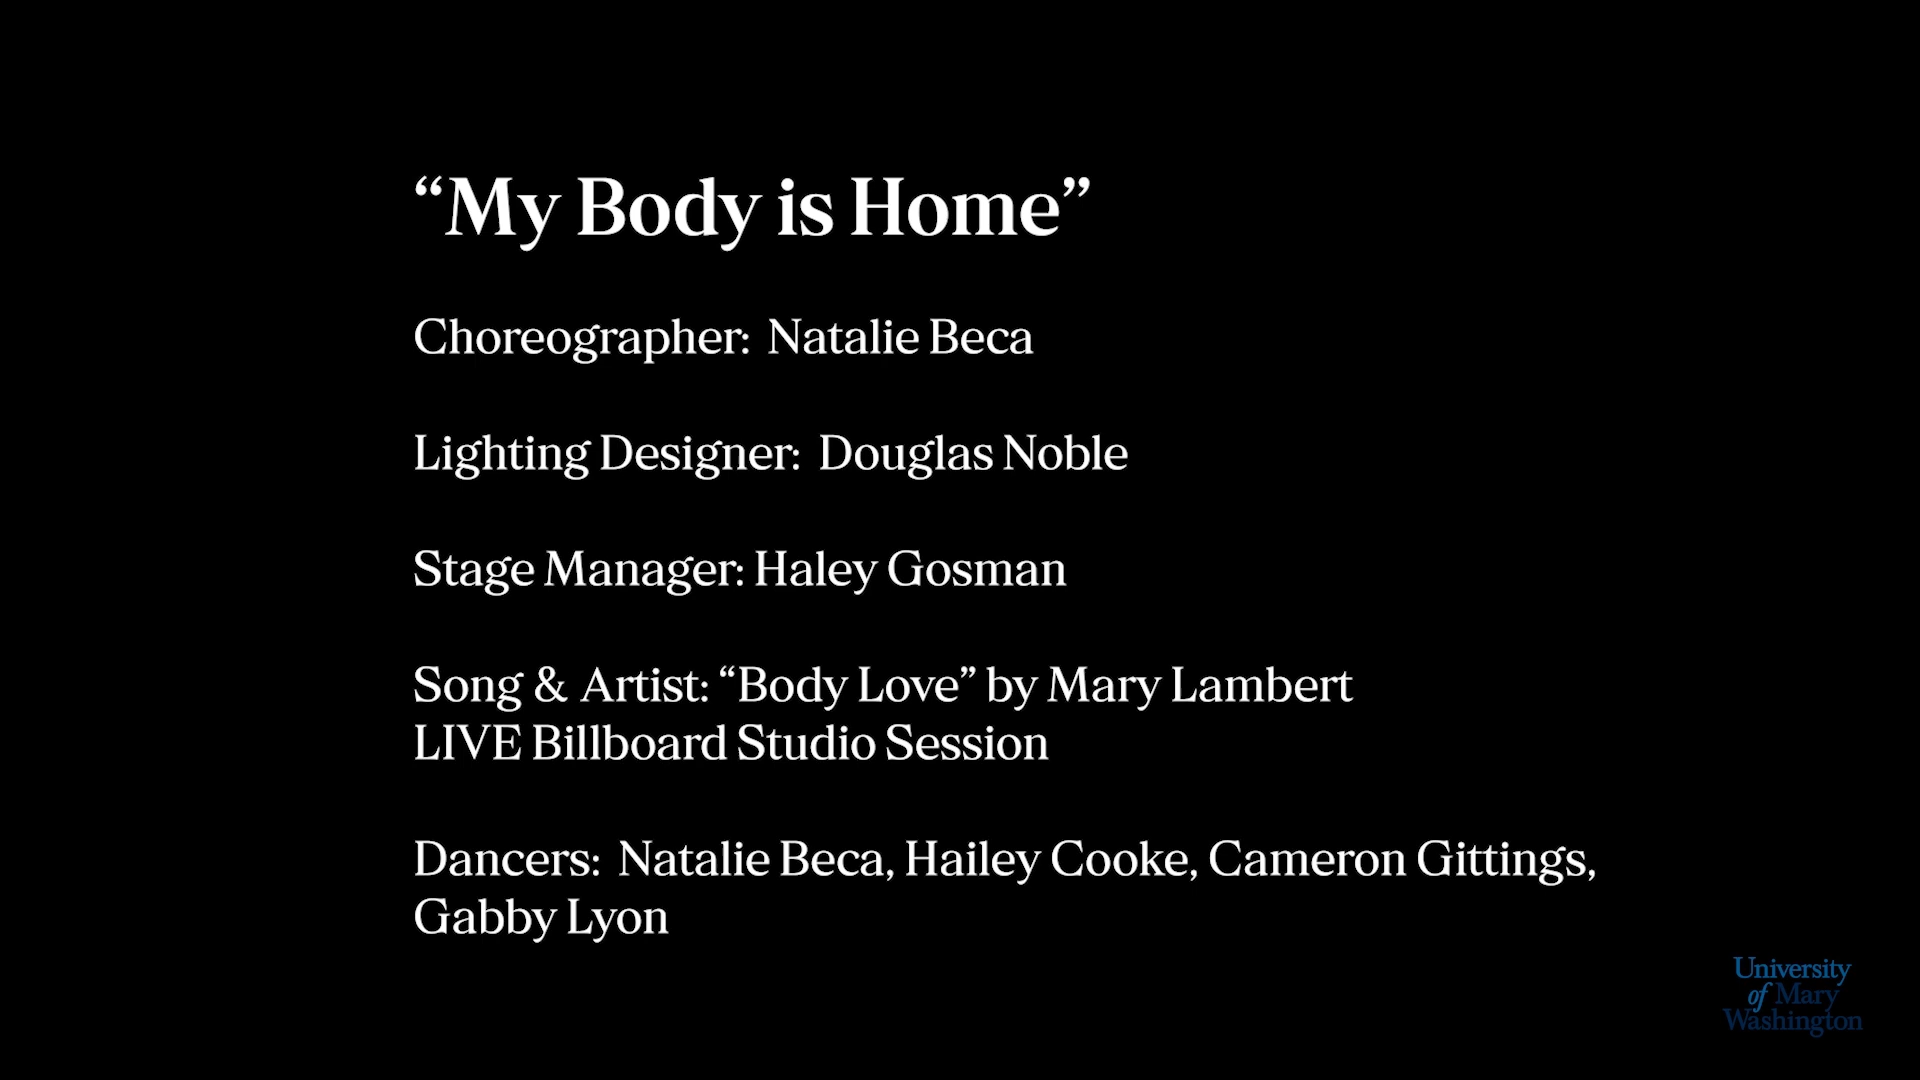 “My Body is Home”
Choreographer:  Natalie Beca
Lighting Designer:  Douglas Noble
Stage Manager: Haley Gosman
Song & Artist: “Body Love” by Mary Lambert
LIVE Billboard Studio Session
Dancers:  Natalie Beca, Hailey Cooke, Cameron Gittings,
Gabby Lyon
University
of Mary
Washington